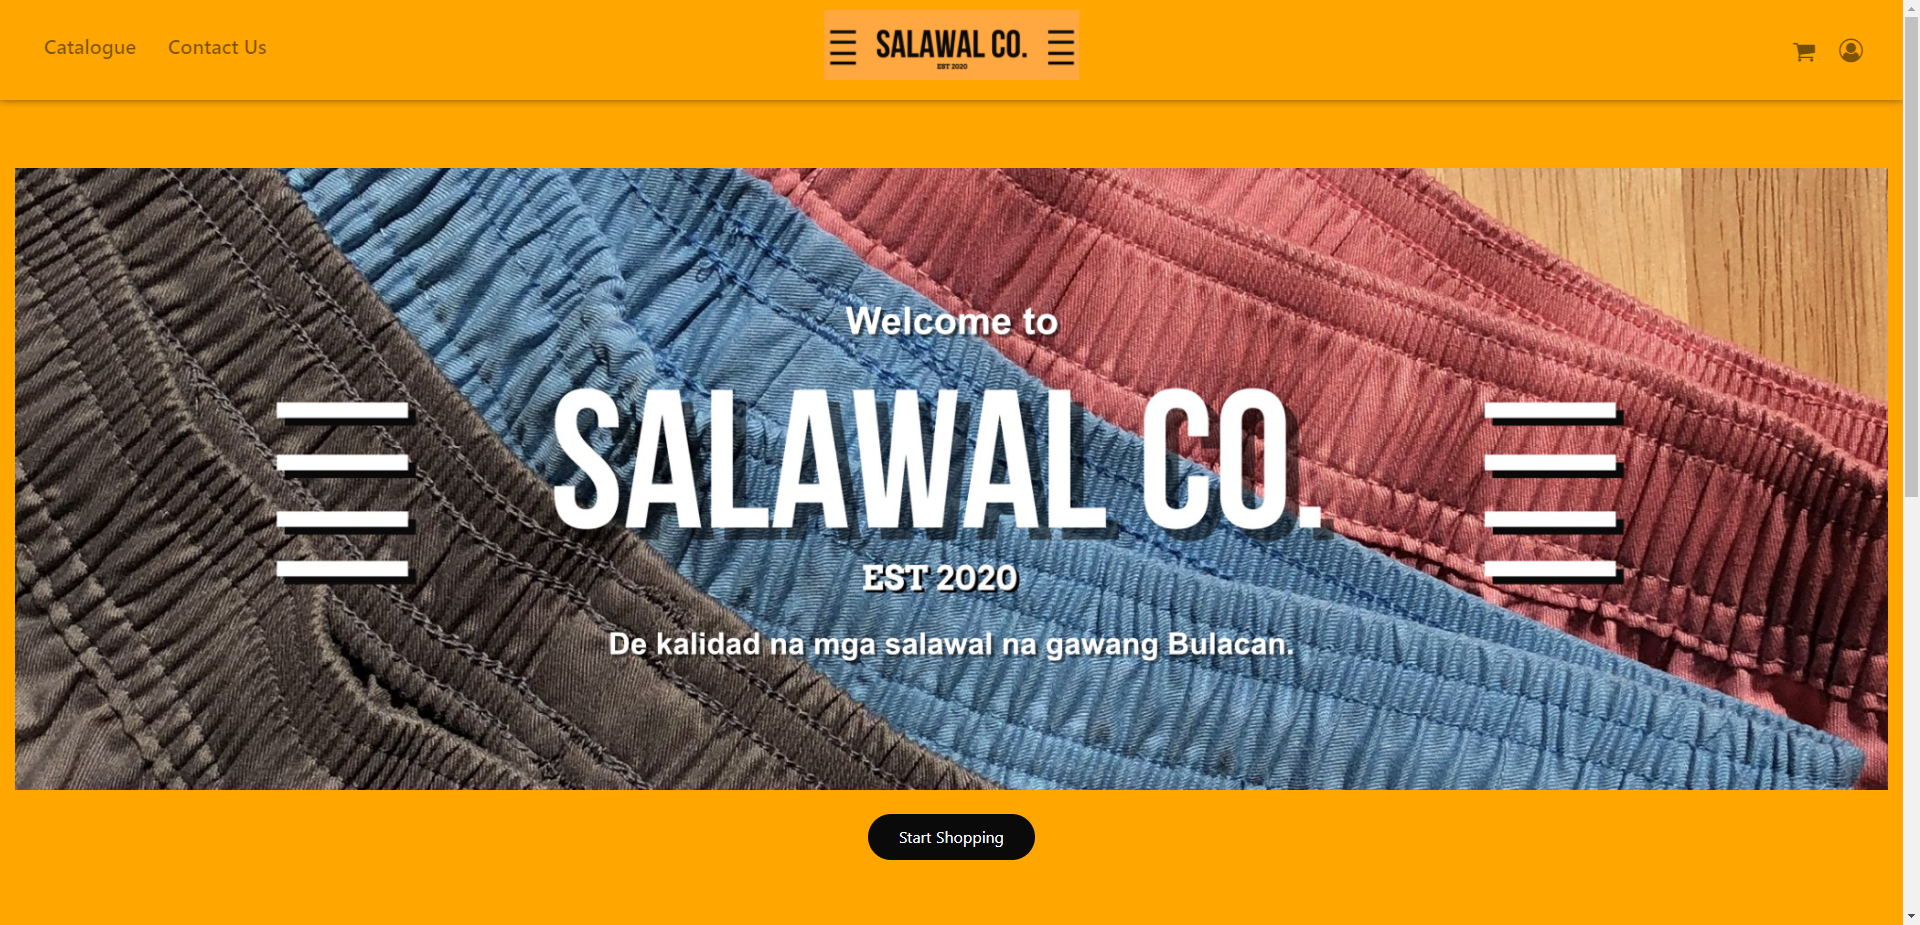 Catalogue
Contact Us
SALAWAL CO.
EST 2020
Welcome to
SALAWAL CO.
EST 2020
De kalidad na mga salawal na gawang Bulacan.
Start Shopping